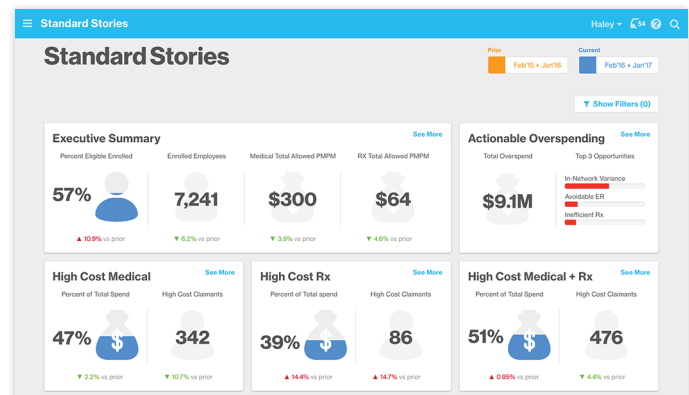 Standard Stories
Haley
54
?
Standard Stories
Prior
Feb'15 ▸ Jan'16
Current
Feb'16 ▸ Jan'17
Show Filters (0)
Executive Summary
See More
Percent Eligible Enrolled
Enrolled Employees
Medical Total Allowed PMPM
RX Total Allowed PMPM
57%
7,241
$300
$64
▲ 10.9% vs prior
▼ 6.2% vs prior
▼ 3.9% vs prior
▼ 4.6% vs prior
Actionable Overspending
See More
Total Overspend
Top 3 Opportunities
$9.1M
In-Network Variance
Avoidable ER
Inefficient Rx
High Cost Medical
See More
Percent of Total Spend
High Cost Claimants
47%
$
342
▼ 2.2% vs prior
▼ 10.7% vs prior
High Cost Rx
See More
Percent of Total spend
High Cost Claimants
39%
$
86
▲ 14.4% vs prior
▲ 14.7% vs prior
High Cost Medical + Rx
See More
Percent of Total Spend
High Cost Claimants
51%
$
476
▲ 0.95% vs prior
▼ 4.4% vs prior